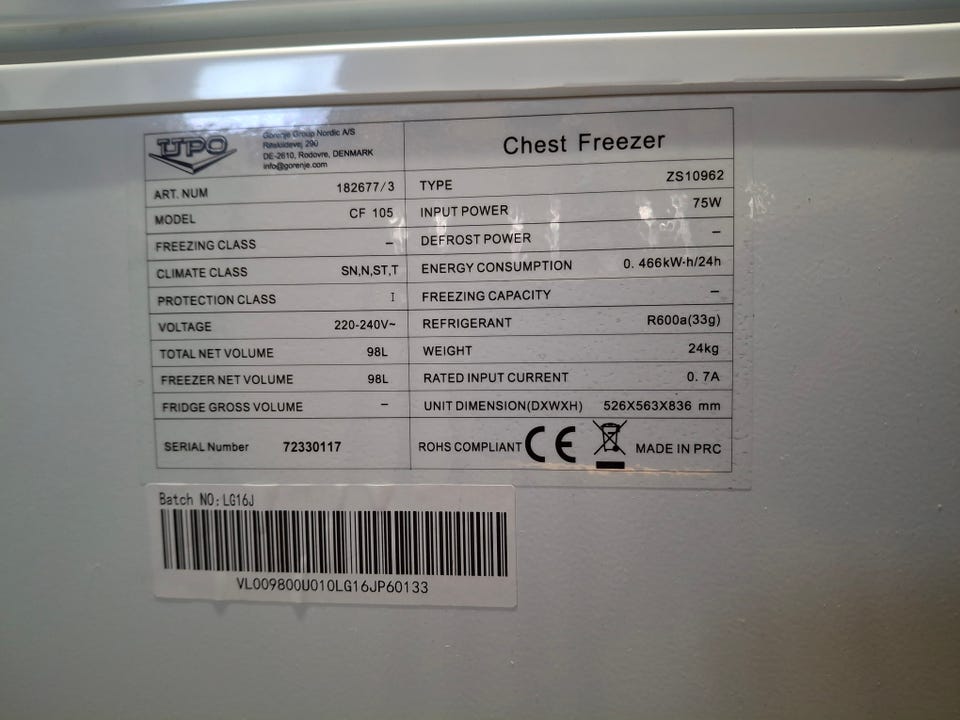 UPO
Gorenje Group Nordic A/S
Roskildevej, 290
DE-2610, Rodovre, DENMARK
info@gorenje.com
Chest Freezer
ART. NUM 182677/3
TYPE ZS10962
MODEL CF 105
INPUT POWER 75W
FREEZING CLASS –
DEFROST POWER –
CLIMATE CLASS SN,N,ST,T
ENERGY CONSUMPTION 0. 466kW·h/24h
PROTECTION CLASS I
FREEZING CAPACITY –
VOLTAGE 220-240V~
REFRIGERANT R600a(33g)
TOTAL NET VOLUME 98L
WEIGHT 24kg
FREEZER NET VOLUME 98L
RATED INPUT CURRENT 0. 7A
FRIDGE GROSS VOLUME –
UNIT DIMENSION(DXWXH) 526X563X836 mm
SERIAL Number 72330117
ROHS COMPLIANT CE MADE IN PRC
Batch NO:LG16J
VL009800U010LG16JP60133